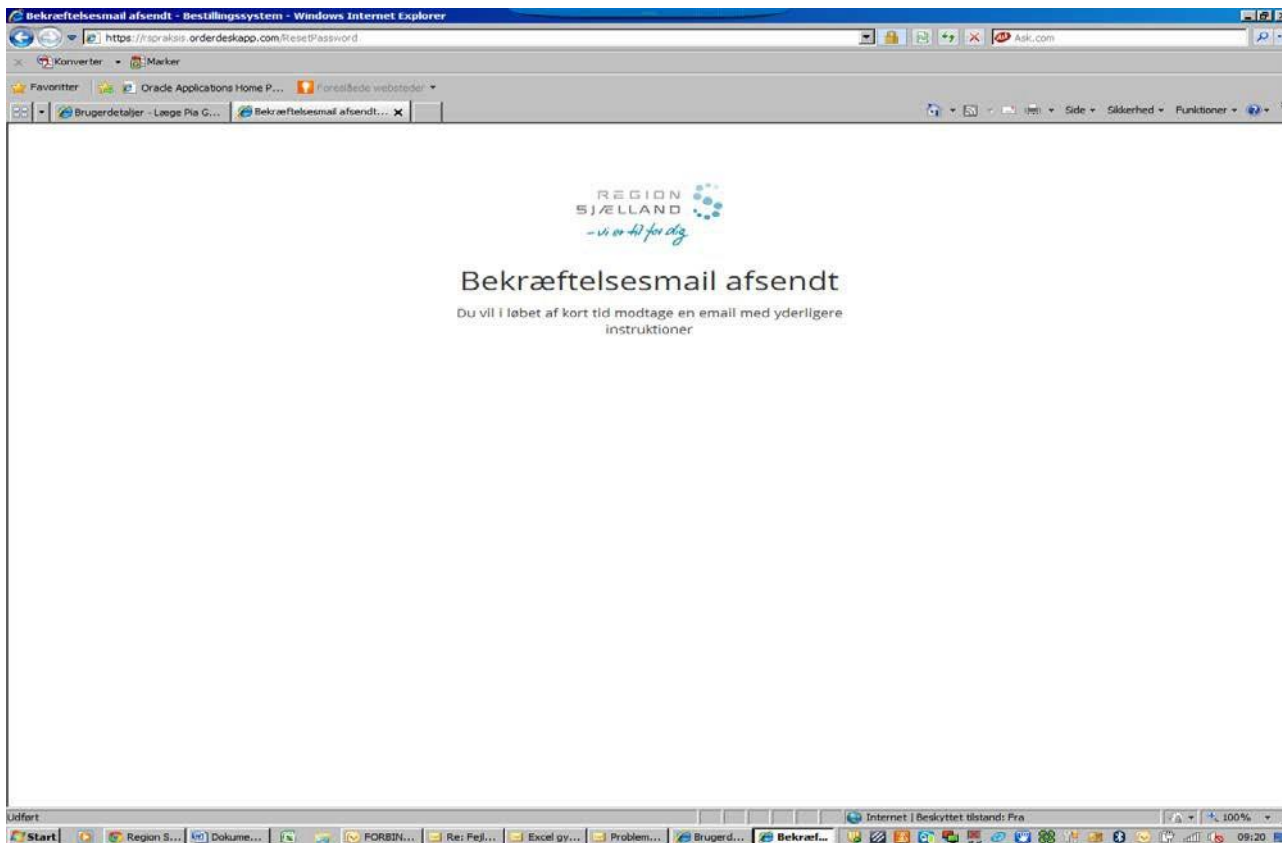 Bekræftelsesmail afsendt - Bestillingssystem - Windows Internet Explorer
https://rspraksis.orderdeskapp.com/ResetPassword
Ask.com
Konverter
Marker
Favoritter
Oracle Applications Home P...
Foreslåede websteder
Brugerdetaljer - Læge Pia G...
Bekræftelsesmail afsendt...
Side
Sikkerhed
Funktioner
REGION
SJÆLLAND
- vi er til for dig
Bekræftelsesmail afsendt
Du vil i løbet af kort tid modtage en email med yderligere
instruktioner
Udført
Internet | Beskyttet tilstand: Fra
100%
Start
Region S...
Dokume...
FORBIN...
Re: Fejl...
Excel gv...
Problem...
Brugerd...
Bekræf...
09:20